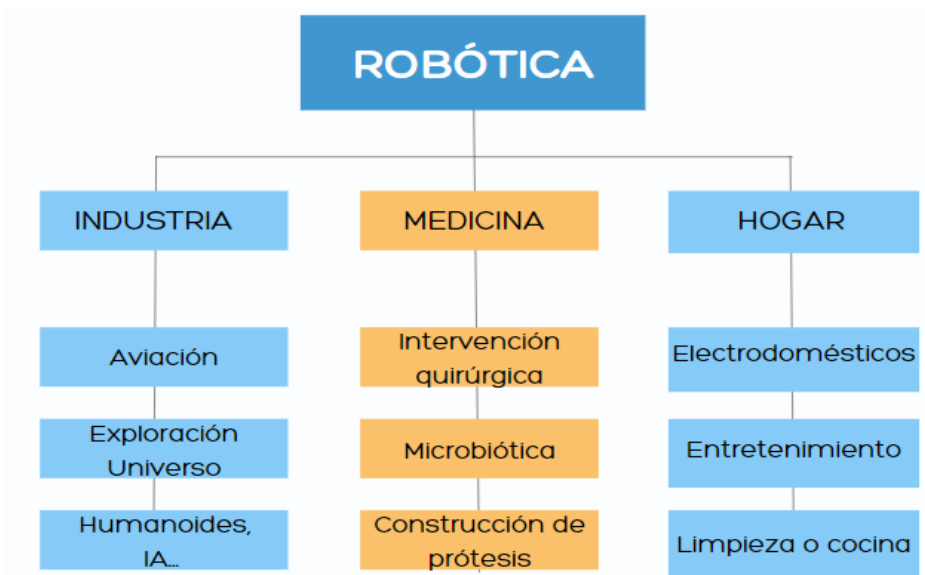 ROBÓTICA
INDUSTRIA
MEDICINA
HOGAR
Aviación
Intervención
quirúrgica
Electrodomésticos
Exploración
Universo
Microbiótica
Entretenimiento
Humanoides,
IA...
Construcción de
prótesis
Limpieza o cocina